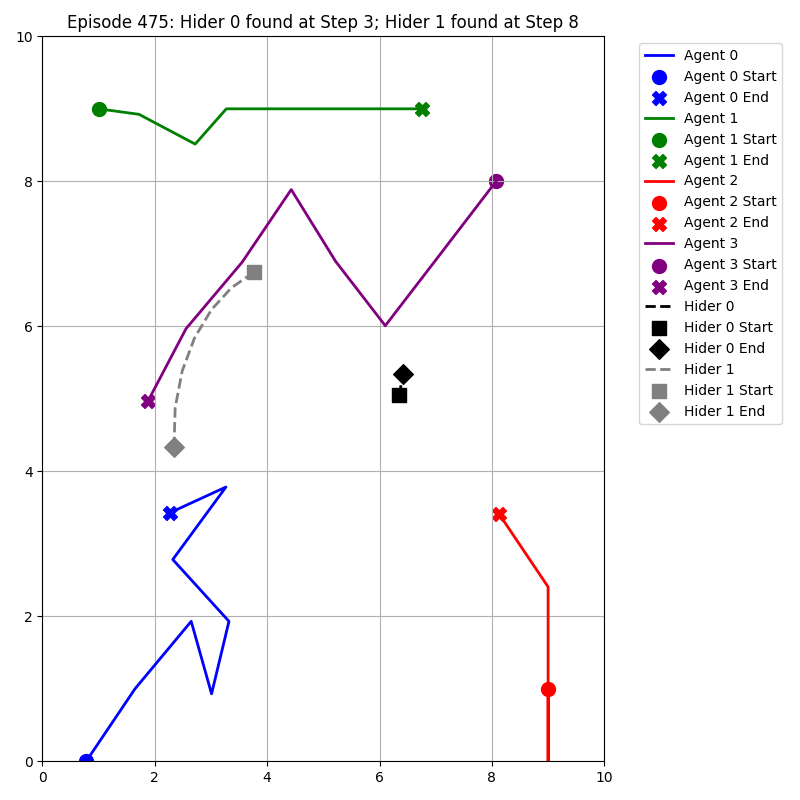 Episode 475: Hider 0 found at Step 3; Hider 1 found at Step 8
10
8
6
4
2
0
0 2 4 6 8 10
Agent 0
Agent 0 Start
Agent 0 End
Agent 1
Agent 1 Start
Agent 1 End
Agent 2
Agent 2 Start
Agent 2 End
Agent 3
Agent 3 Start
Agent 3 End
Hider 0
Hider 0 Start
Hider 0 End
Hider 1
Hider 1 Start
Hider 1 End